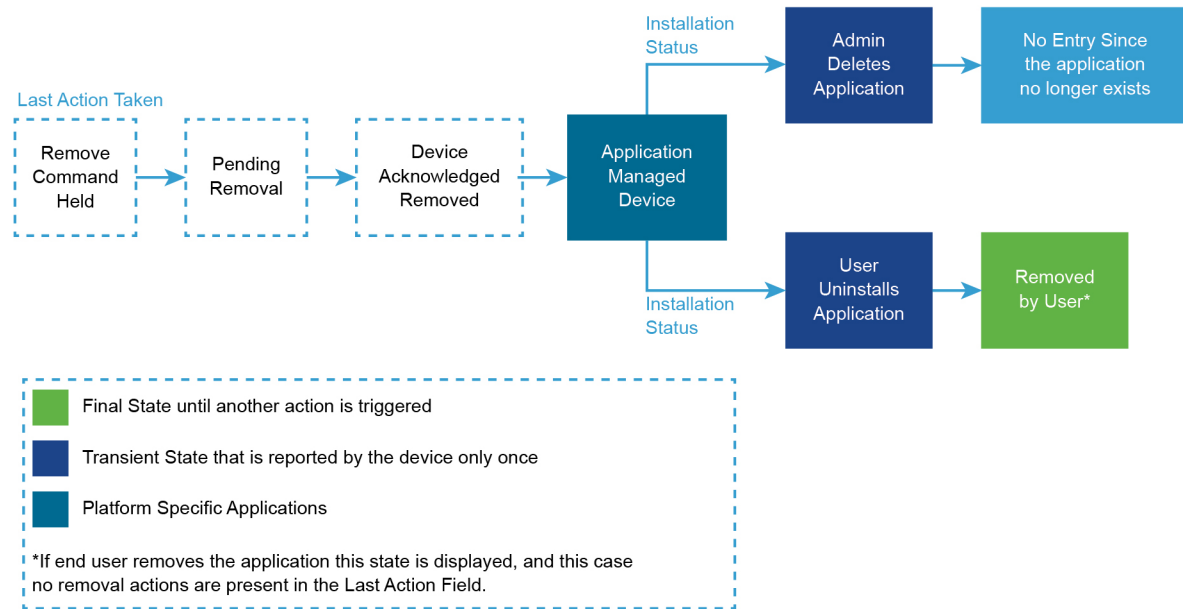 Last Action Taken
Remove
Command
Held
Pending
Removal
Device
Acknowledged
Removed
Application
Managed
Device
Installation
Status
Admin
Deletes
Application
No Entry Since
the application
no longer exists
Installation
Status
User
Uninstalls
Application
Removed
by User*
Final State until another action is triggered
Transient State that is reported by the device only once
Platform Specific Applications
*If end user removes the application this state is displayed, and this case
no removal actions are present in the Last Action Field.